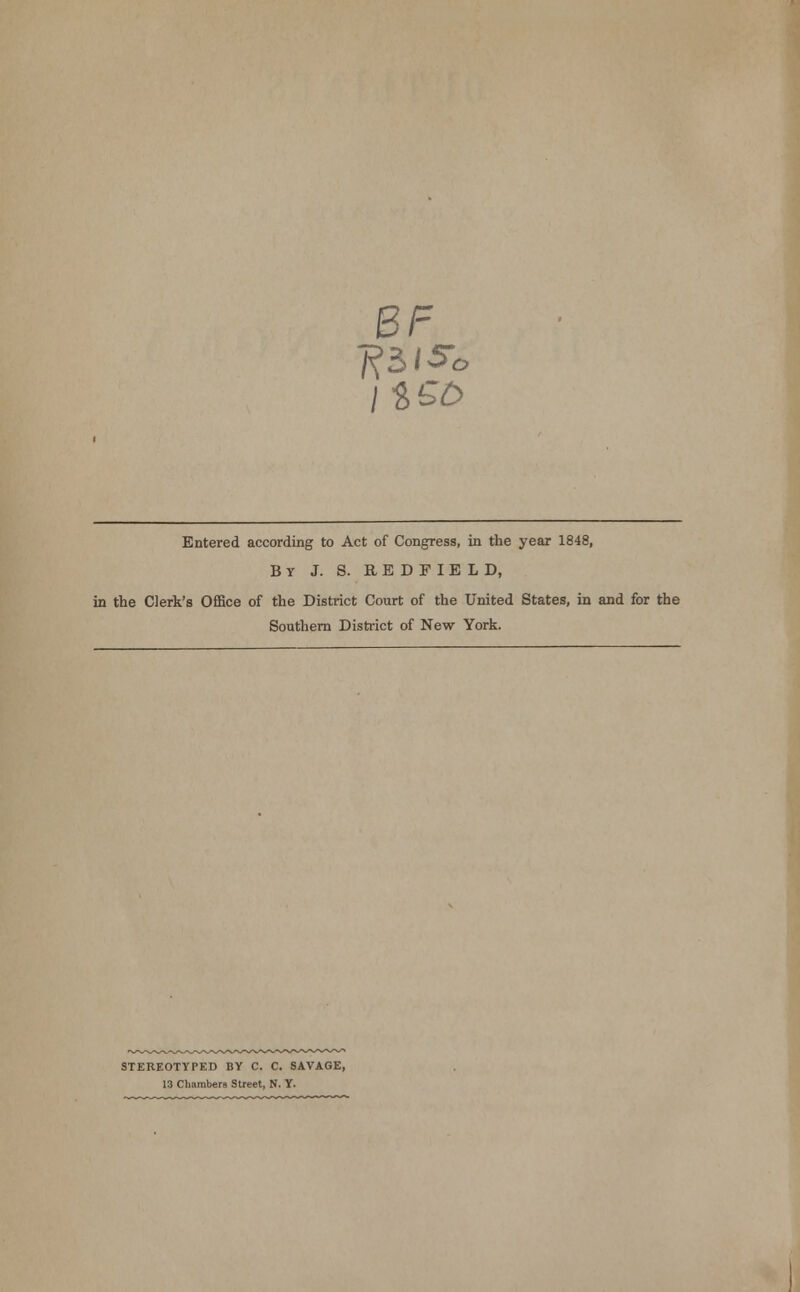 BF
R315o
1850
Entered according to Act of Congress, in the year 1848,
BY J. S. REDFIELD,
in the Clerk's Office of the District Court of the United States, in and for the
Southern District of New York.
STEREOTYPED BY C. C. SAVAGE,
13 Chambers Street, N. Y.